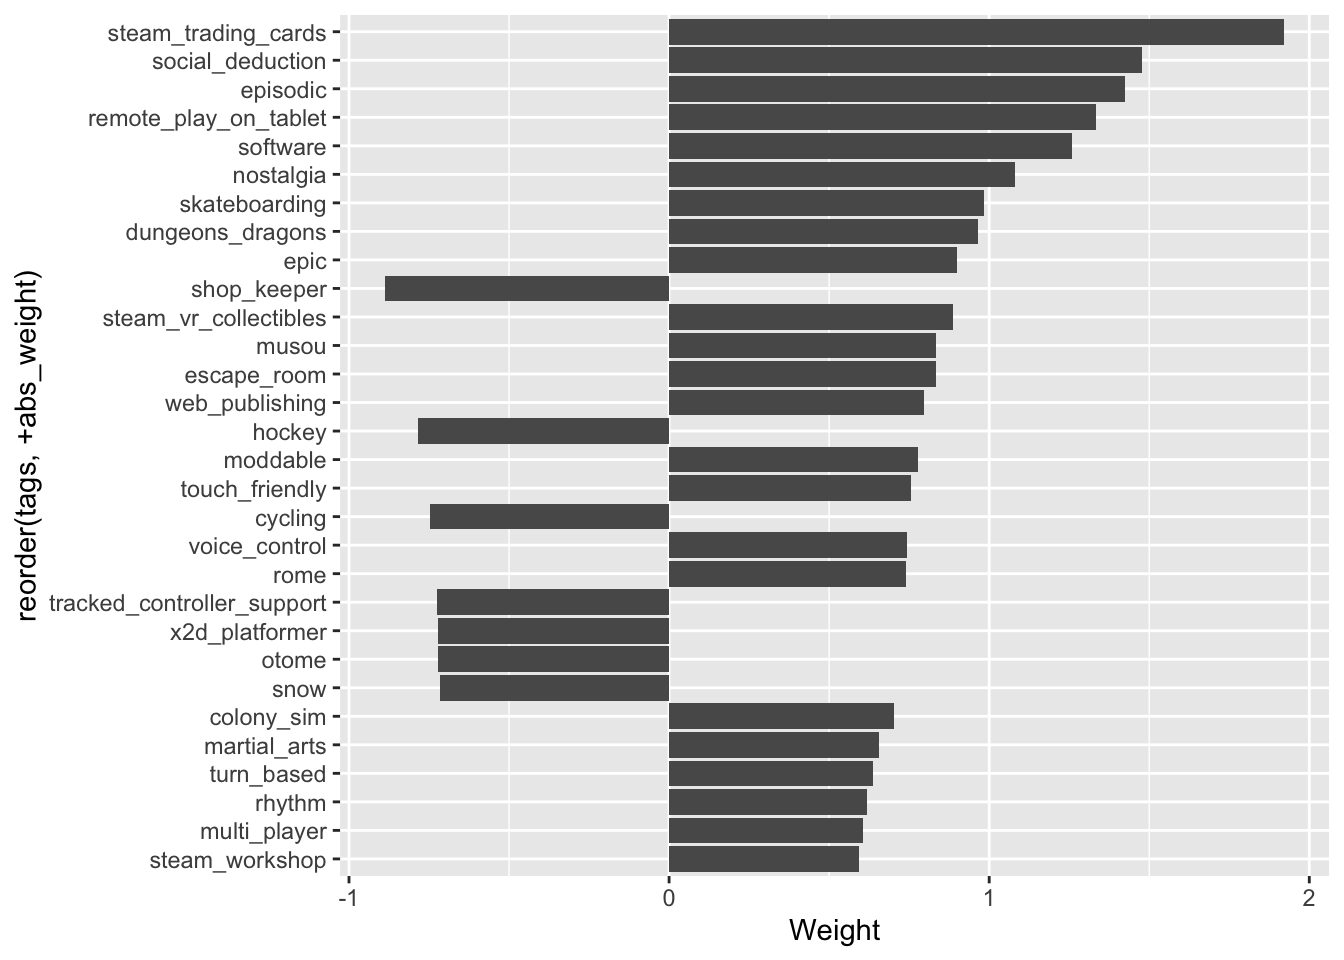 steam_trading_cards
social_deduction
episodic
remote_play_on_tablet
software
nostalgia
skateboarding
dungeons_dragons
epic
shop_keeper
steam_vr_collectibles
musou
escape_room
web_publishing
hockey
moddable
touch_friendly
cycling
voice_control
rome
tracked_controller_support
x2d_platformer
otome
snow
colony_sim
martial_arts
turn_based
rhythm
multi_player
steam_workshop
reorder(tags, +abs_weight)
-1 0 1 2
Weight